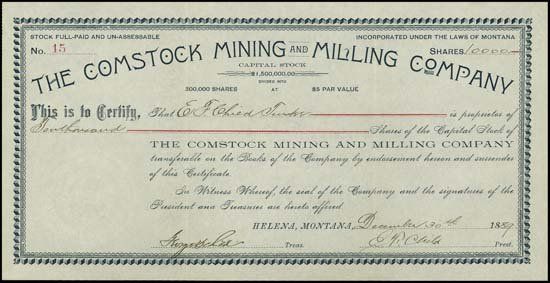 STOCK FULL-PAID AND UN-ASSESSABLE INCORPORATED UNDER THE LAWS OF MONTANA
No. 15 SHARES 10000
THE COMSTOCK MINING AND MILLING COMPANY
CAPITAL STOCK
$1,500,000.00
DIVIDED INTO
300,000 SHARES AT $5 PAR VALUE
This is to Certify, That E F is proprietor of
Ten thousand Shares of the Capital Stock of
THE COMSTOCK MINING AND MILLING COMPANY
transferable on the Books of the Company by endorsement hereon and surrender
of this Certificate.
In Witness Whereof, the seal of the Company and the signatures of the
President and Treasurer are hereto affixed.
HELENA, MONTANA, December 30th 1889
Treas. Prest.